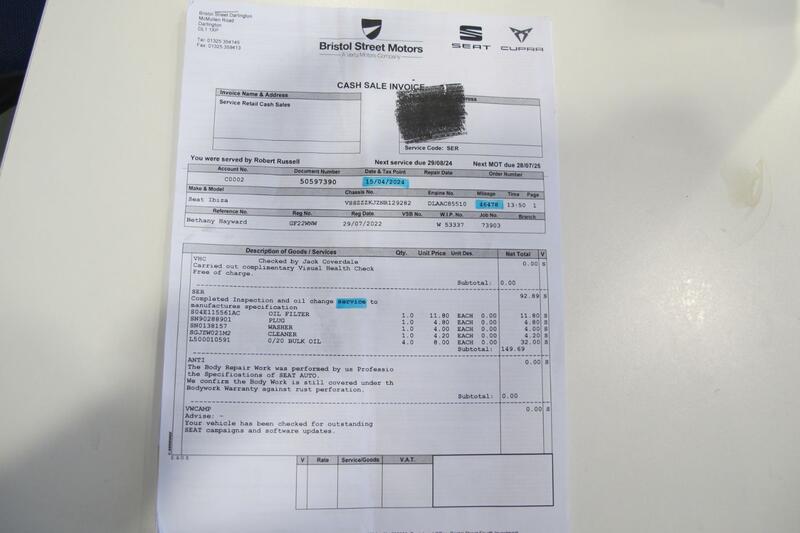 Bristol Street Darlington
McMullen Road
Darlington
DL1 1XP
Tel: 01325 354145
Fax: 01325 359413
Bristol Street Motors
A Vertu Motors Company
SEAT
CUPRA
CASH SALE INVOICE
Invoice Name & Address
Service Retail Cash Sales
Service Code: SER
You were served by Robert Russell Next service due 29/08/24 Next MOT due 28/07/25
Account No. Document Number Date & Tax Point Repair Date Order Number
C0002 50597390 15/04/2024
Make & Model Chassis No. Engine No. Mileage Time Page
Seat Ibiza VSSZZZKJZNR129282 DLAAC85510 46478 13:50 1
Reference No. Reg No. Reg Date. VSB No. W.I.P. No. Job No. Branch
Bethany Hayward GF22WNW 29/07/2022 W 53337 73903
Description of Goods / Services Qty. Unit Price Unit Des. Net Total V
VHC Checked by Jack Coverdale 0.00 S
Carried out complimentary Visual Health Check
Free of charge.
Subtotal: 0.00
SER 92.89 S
Completed Inspection and oil change service to
manufactures specification
S04E115561AC OIL FILTER 1.0 11.80 EACH 0.00 11.80 S
SN90288901 PLUG 1.0 4.80 EACH 0.00 4.80 S
SN0138157 WASHER 1.0 4.00 EACH 0.00 4.00 S
SGJZEW021M2 CLEANER 1.0 4.20 EACH 0.00 4.20 S
L500010591 0/20 BULK OIL 4.0 8.00 EACH 0.00 32.00 S
Subtotal: 149.69
ANTI 0.00 S
The Body Repair Work was performed by us Professio
the Specifications of SEAT AUTO.
We confirm the Body Work is still covered under th
Bodywork Warranty against rust perforation.
Subtotal: 0.00
VWCAMP 0.00 S
Advise: -
Your vehicle has been checked for outstanding
SEAT campaigns and software updates.
V Rate Service/Goods V.A.T.